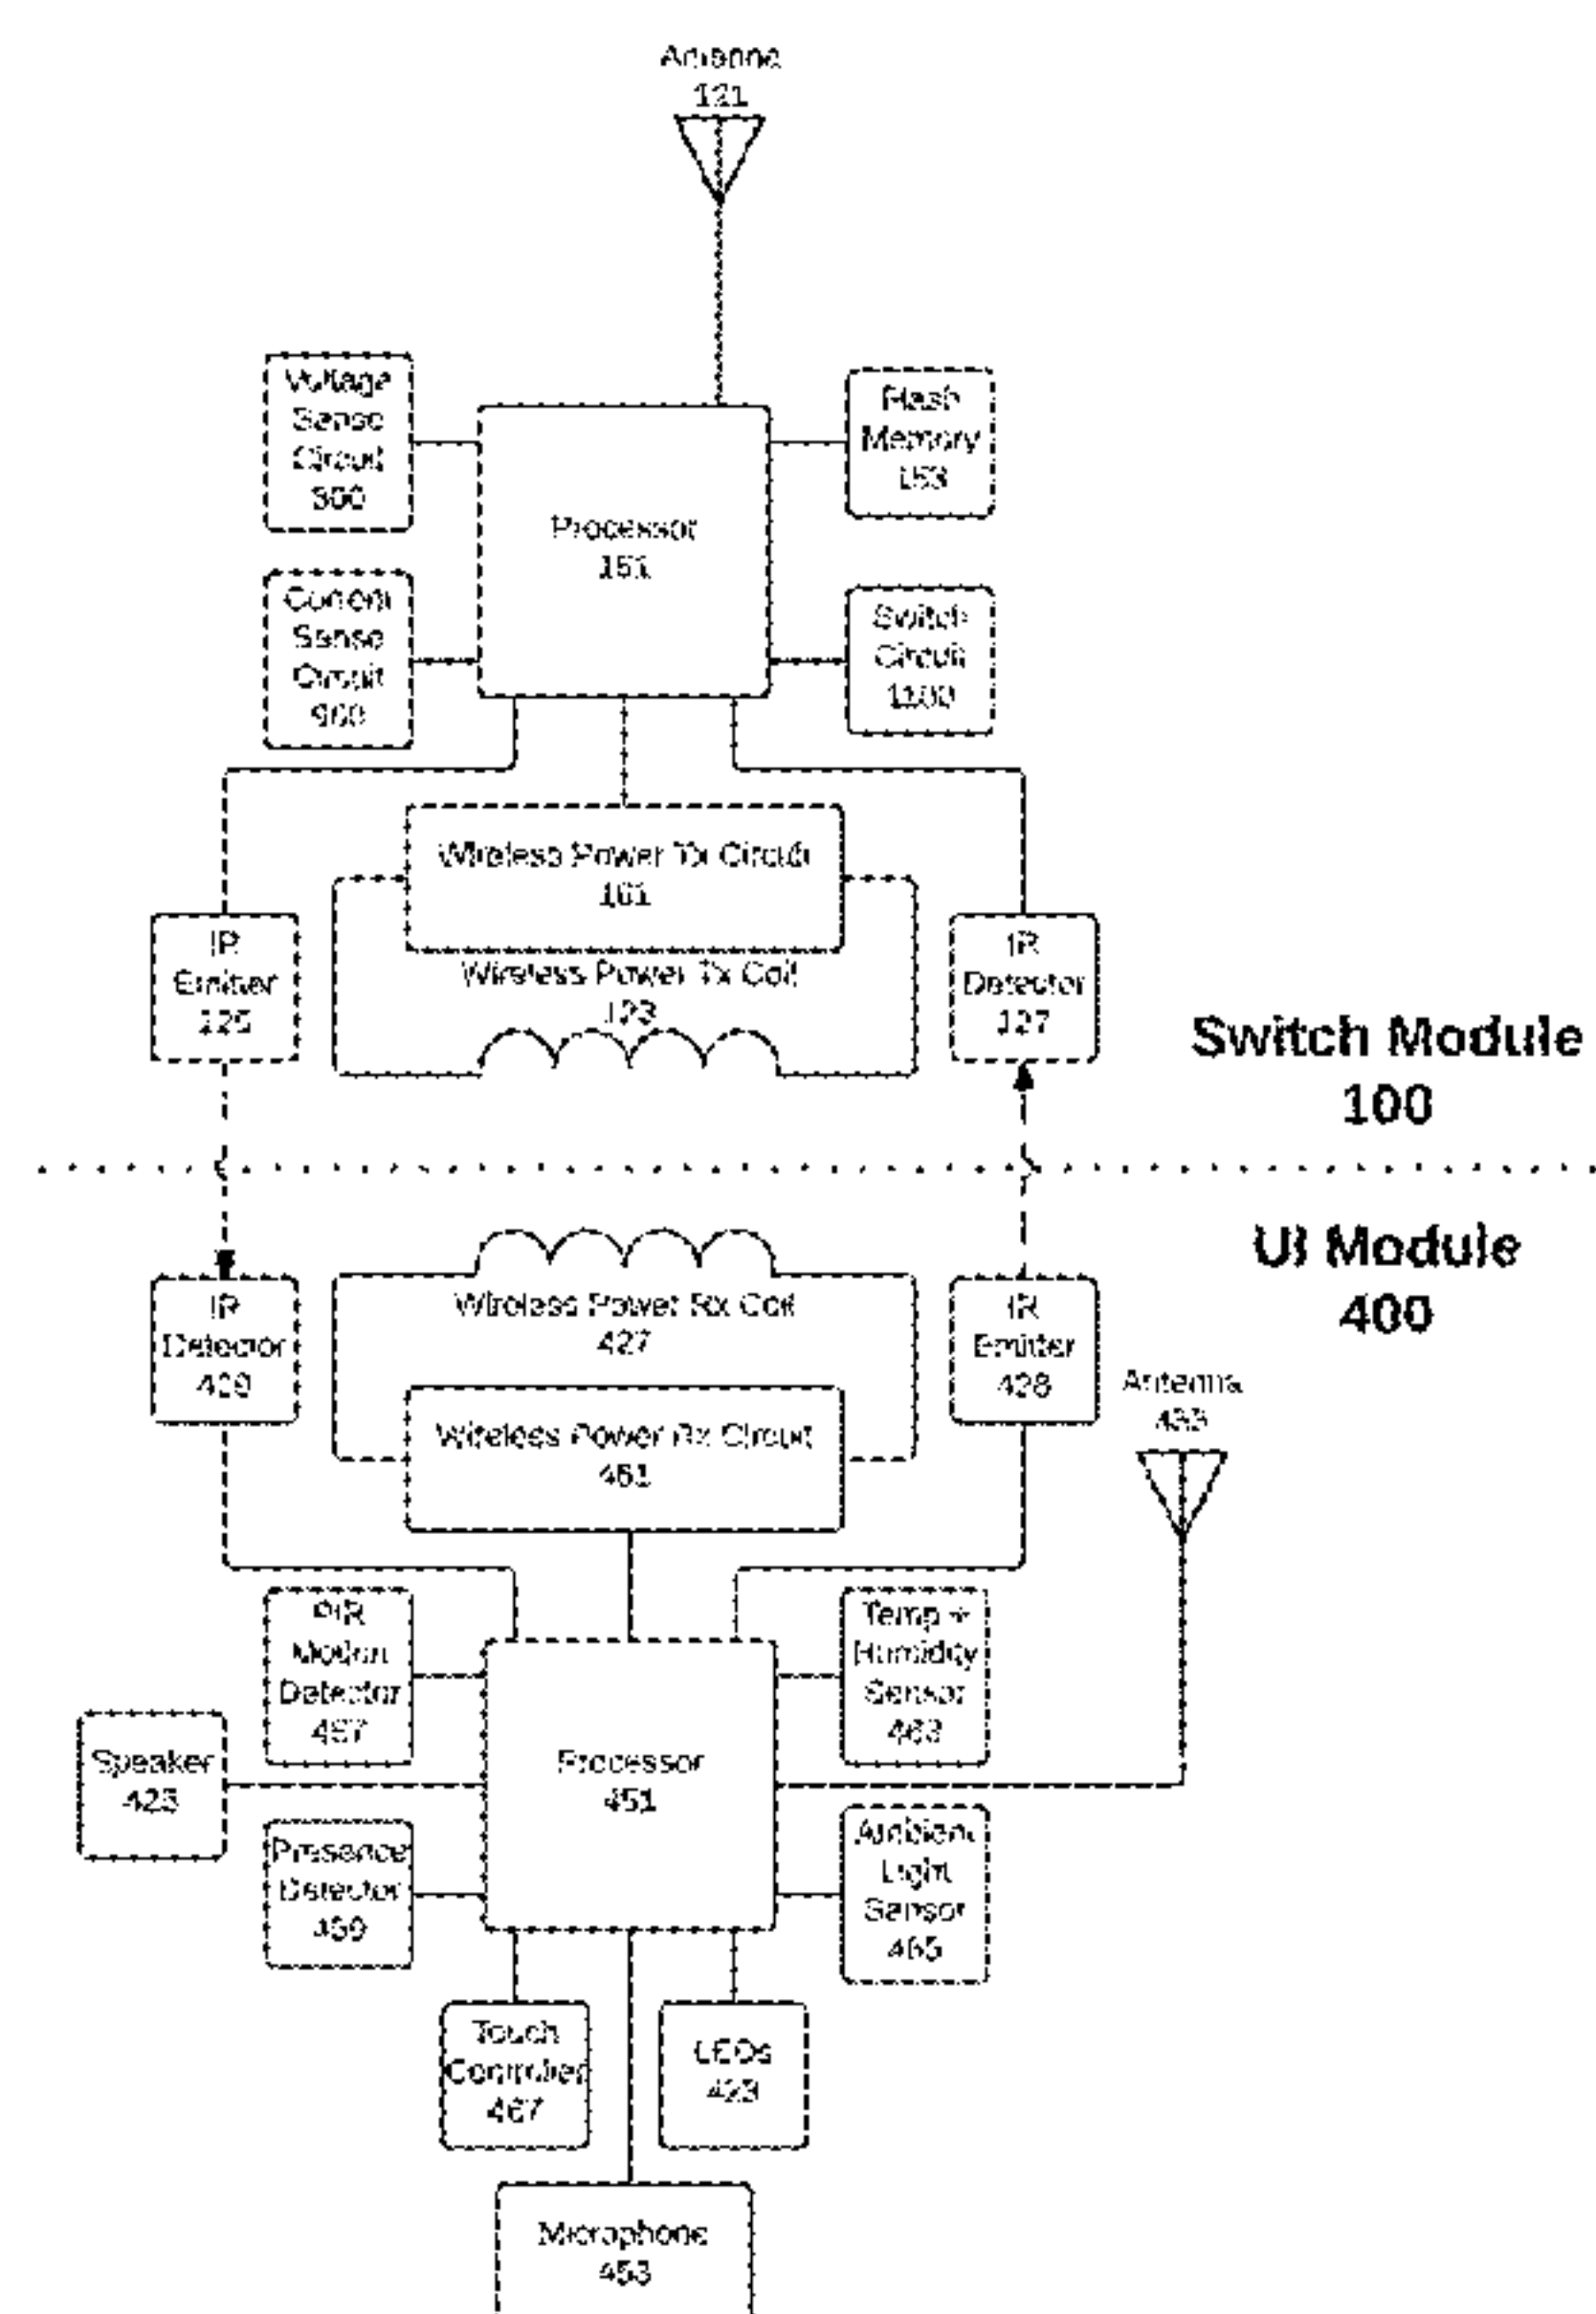 Antenna
121
Voltage
Sense
Circuit
Flash
Memory
153
Processor
151
Current
Sense
Circuit
900
Switch
Circuit
1100
Wireless Power Tx Circuit
161
IR
Emitter
125
Wireless Power Tx Coil
123
IR
Detector
127
Switch Module
100
UI Module
400
IR
Detector
Wireless Power Rx Coil
427
IR
Emitter
428
Antenna
Wireless Power Rx Circuit
461
PIR
Motion
Detector
457
Temp +
Humidity
Sensor
463
Speaker
425
Processor
451
Presence
Detector
459
Ambient
Light
Sensor
465
Touch
Controller
467
LEDs
423
Microphone
453